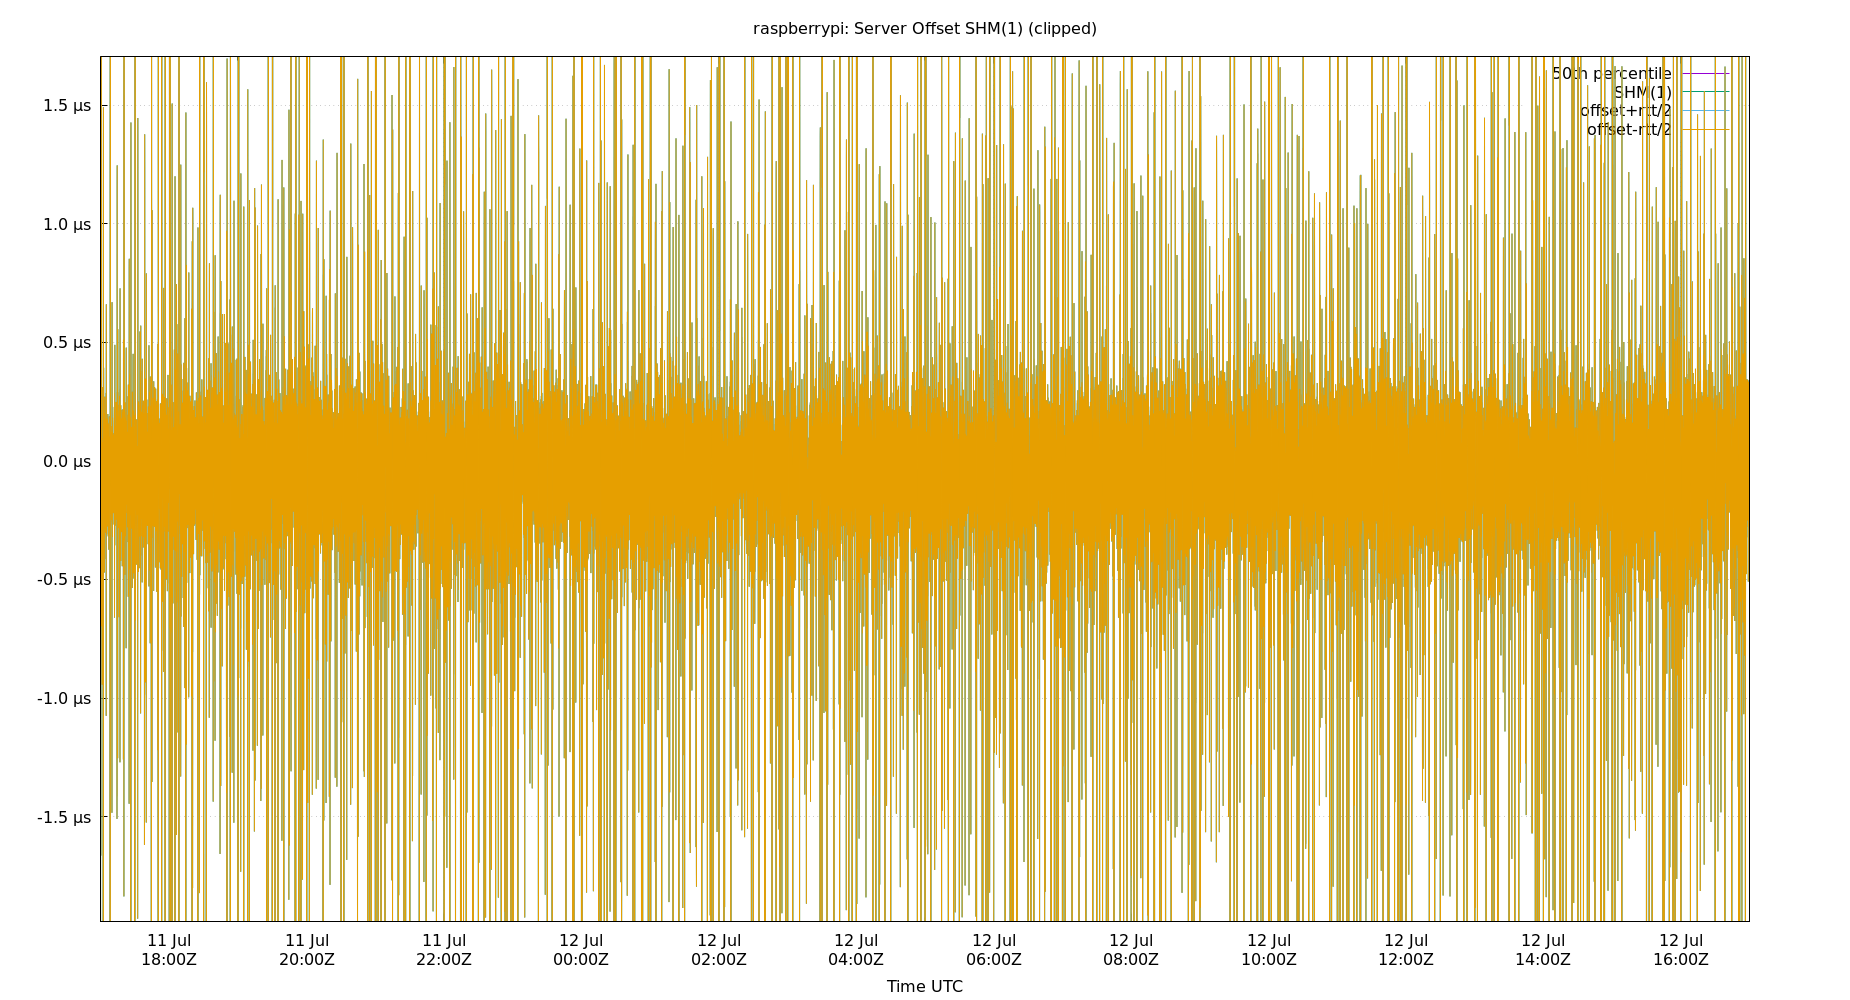 raspberrypi: Server Offset SHM(1) (clipped)
50th percentile
SHM(1)
offset+rtt/2
offset-rtt/2
1.5 µs
1.0 µs
0.5 µs
0.0 µs
-0.5 µs
-1.0 µs
-1.5 µs
11 Jul 11 Jul 11 Jul 12 Jul 12 Jul 12 Jul 12 Jul 12 Jul 12 Jul 12 Jul 12 Jul 12 Jul
18:00Z 20:00Z 22:00Z 00:00Z 02:00Z 04:00Z 06:00Z 08:00Z 10:00Z 12:00Z 14:00Z 16:00Z
Time UTC